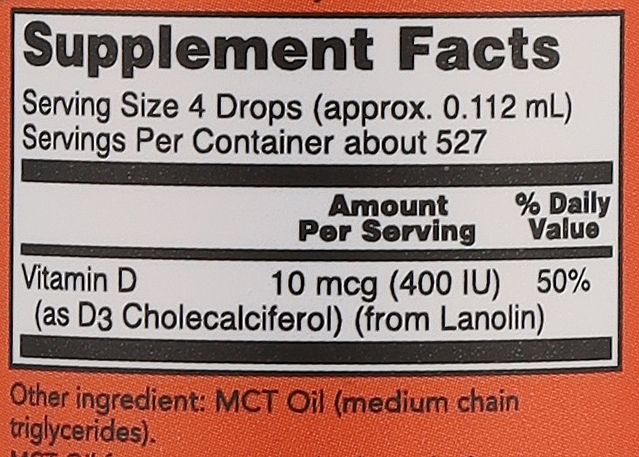 Supplement Facts
Serving Size 4 Drops (approx. 0.112 mL)
Servings Per Container about 527
Amount Per Serving
% Daily Value
Vitamin D 10 mcg (400 IU) 50%
(as D3 Cholecalciferol) (from Lanolin)
Other ingredient: MCT Oil (medium chain
triglycerides).